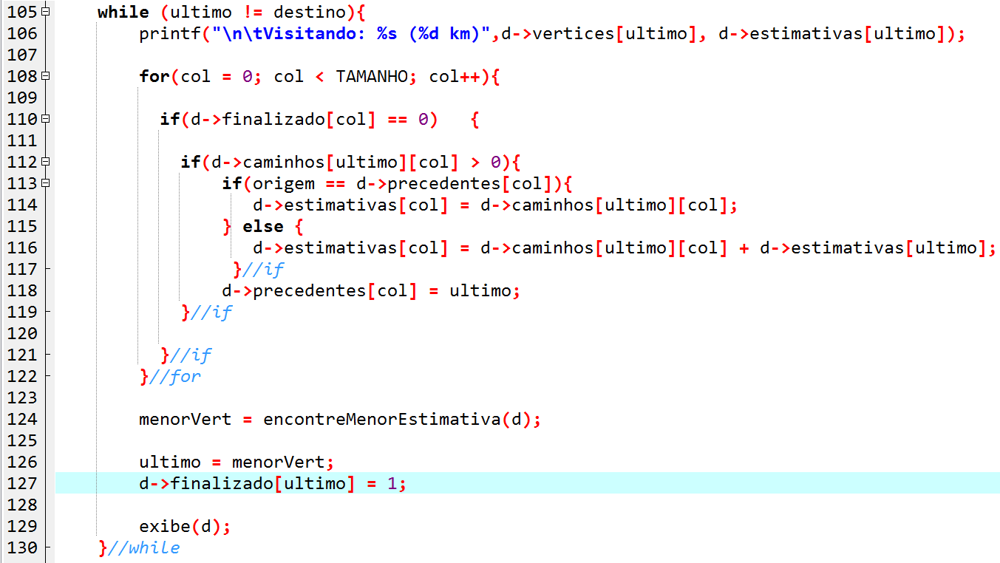 105 while (ultimo != destino){
106 printf("\n\tVisitando: %s (%d km)",d->vertices[ultimo], d->estimativas[ultimo]);
107
108 for(col = 0; col < TAMANHO; col++){
109
110 if(d->finalizado[col] == 0) {
111
112 if(d->caminhos[ultimo][col] > 0){
113 if(origem == d->precedentes[col]){
114 d->estimativas[col] = d->caminhos[ultimo][col];
115 } else {
116 d->estimativas[col] = d->caminhos[ultimo][col] + d->estimativas[ultimo];
117 }//if
118 d->precedentes[col] = ultimo;
119 }//if
120
121 }//if
122 }//for
123
124 menorVert = encontreMenorEstimativa(d);
125
126 ultimo = menorVert;
127 d->finalizado[ultimo] = 1;
128
129 exibe(d);
130 }//while